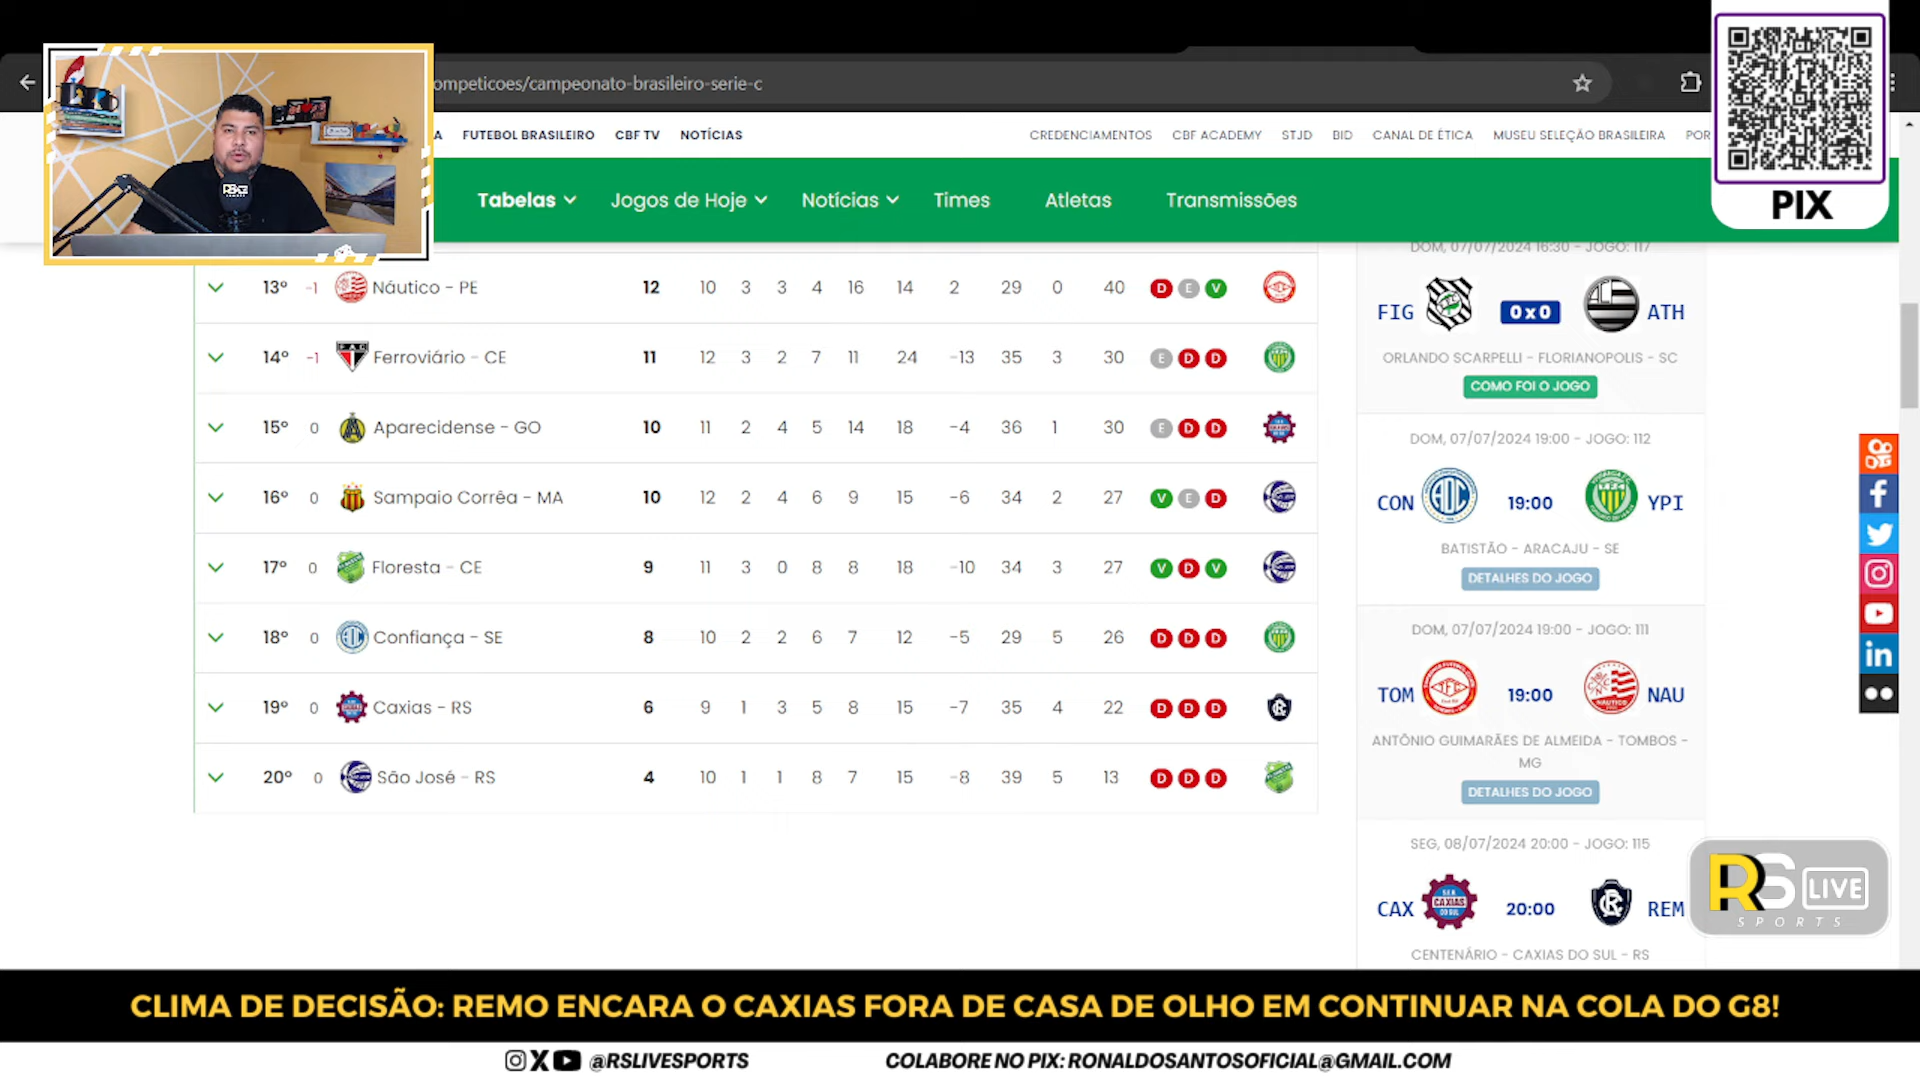 ompeticoes/campeonato-brasileiro-serie-c
A FUTEBOL BRASILEIRO CBF TV NOTÍCIAS CREDENCIAMENTOS CBF ACADEMY STJD BID CANAL DE ÉTICA MUSEU SELEÇÃO BRASILEIRA POR
Tabelas Jogos de Hoje Notícias Times Atletas Transmissões
PIX
13º -1 Náutico - PE 12 10 3 3 4 16 14 2 29 0 40 D E V
14º -1 Ferroviário - CE 11 12 3 2 7 11 24 -13 35 3 30 E D D
15º 0 Aparecidense - GO 10 11 2 4 5 14 18 -4 36 1 30 E D D
16º 0 Sampaio Corrêa - MA 10 12 2 4 6 9 15 -6 34 2 27 V E D
17º 0 Floresta - CE 9 11 3 0 8 8 18 -10 34 3 27 V D V
18º 0 Confiança - SE 8 10 2 2 6 7 12 -5 29 5 26 D D D
19º 0 Caxias - RS 6 9 1 3 5 8 15 -7 35 4 22 D D D
20º 0 São José - RS 4 10 1 1 8 7 15 -8 39 5 13 D D D
DOM, 07/07/2024 16:30 - JOGO: 117
FIG 0 x 0 ATH
ORLANDO SCARPELLI - FLORIANOPOLIS - SC
COMO FOI O JOGO
DOM, 07/07/2024 19:00 - JOGO: 112
CON 19:00 YPI
BATISTÃO - ARACAJU - SE
DETALHES DO JOGO
DOM, 07/07/2024 19:00 - JOGO: 111
TOM 19:00 NAU
ANTÔNIO GUIMARÃES DE ALMEIDA - TOMBOS -
MG
DETALHES DO JOGO
SEG, 08/07/2024 20:00 - JOGO: 115
CAX 20:00 REM
CENTENÁRIO - CAXIAS DO SUL - RS
RS LIVE
SPORTS
CLIMA DE DECISÃO: REMO ENCARA O CAXIAS FORA DE CASA DE OLHO EM CONTINUAR NA COLA DO G8!
@RSLIVESPORTS COLABORE NO PIX: RONALDOSANTOSOFICIAL@GMAIL.COM